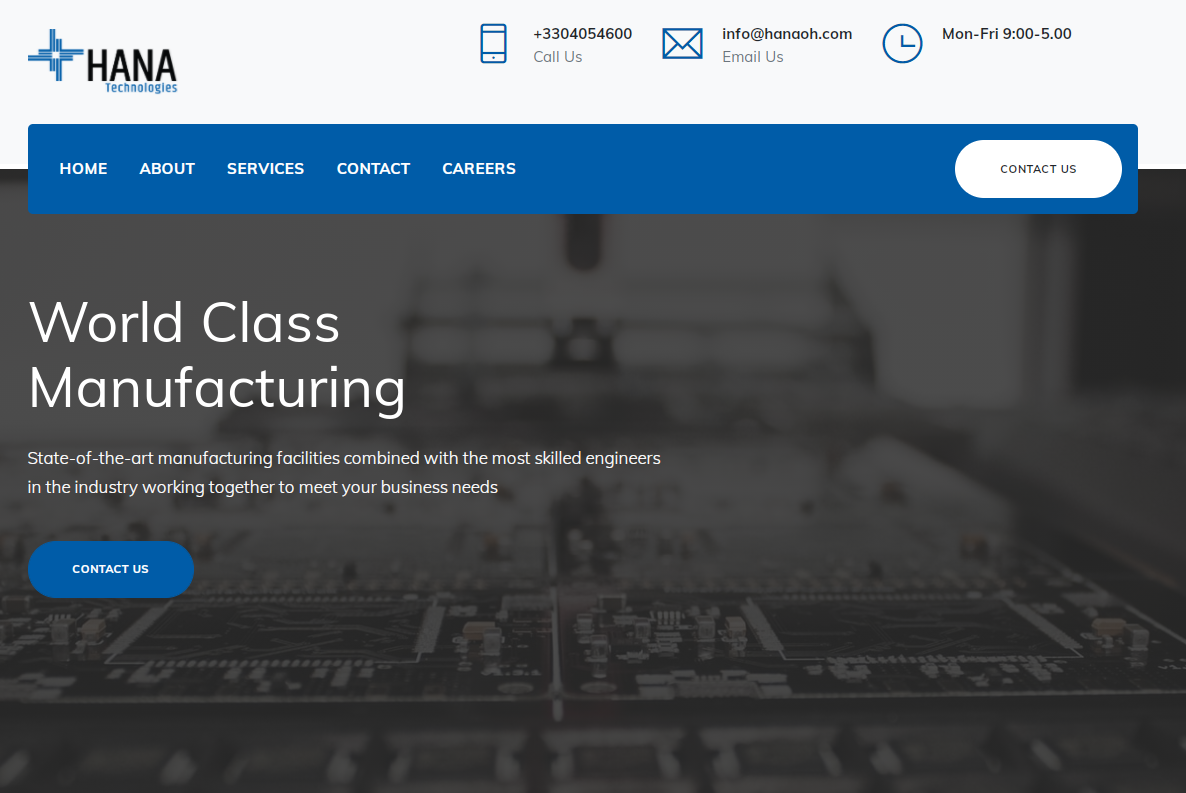 HANA
Technologies
+3304054600
Call Us
info@hanaoh.com
Email Us
Mon-Fri 9:00-5.00
HOME ABOUT SERVICES CONTACT CAREERS
CONTACT US
World Class
Manufacturing
State-of-the-art manufacturing facilities combined with the most skilled engineers
in the industry working together to meet your business needs
CONTACT US